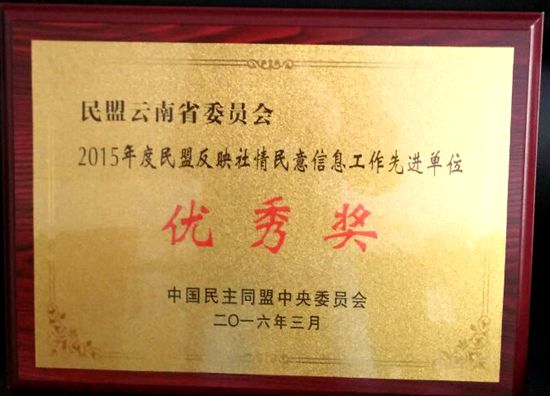 民盟云南省委员会
2015年度民盟反映社情民意信息工作先进单位
优秀奖
中国民主同盟中央委员会
二〇一六年三月